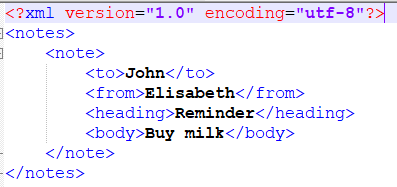 <?xml version="1.0" encoding="utf-8"?>
<notes>
    <note>
        <to>John</to>
        <from>Elisabeth</from>
        <heading>Reminder</heading>
        <body>Buy milk</body>
    </note>
</notes>